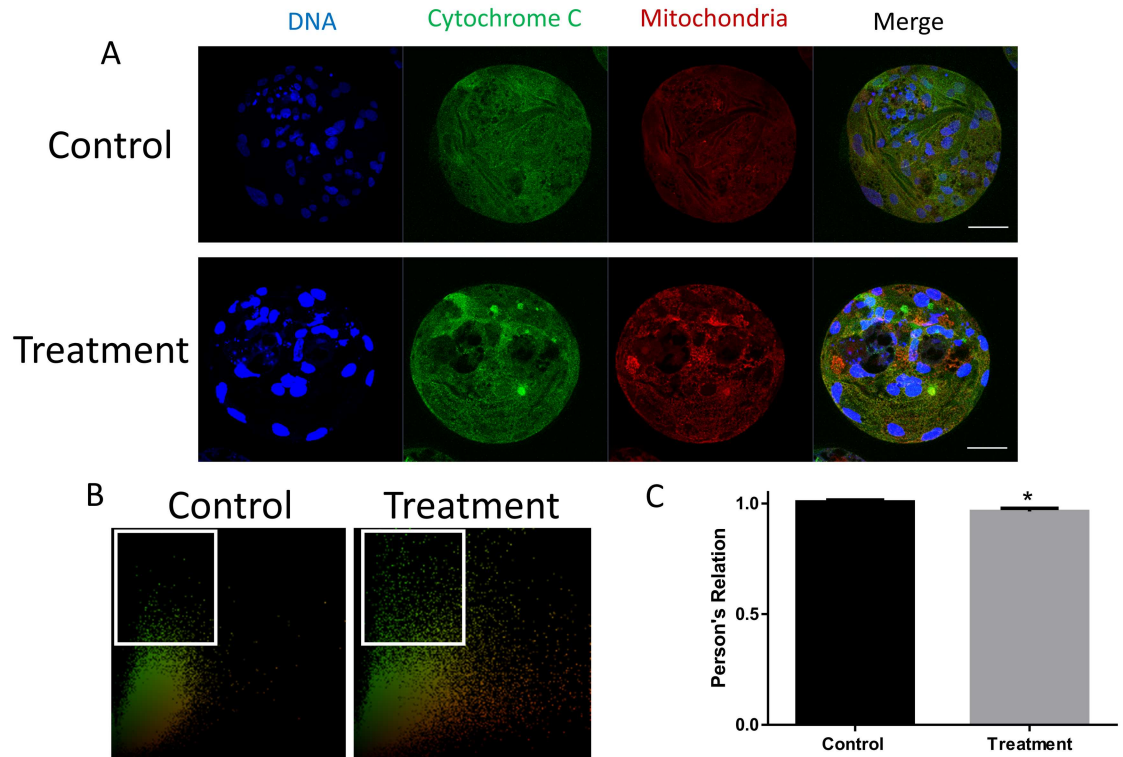 DNA Cytochrome C Mitochondria Merge
A
Control
Treatment
B Control Treatment
C
Person's Relation
1.0
0.5
0.0
*
Control Treatment